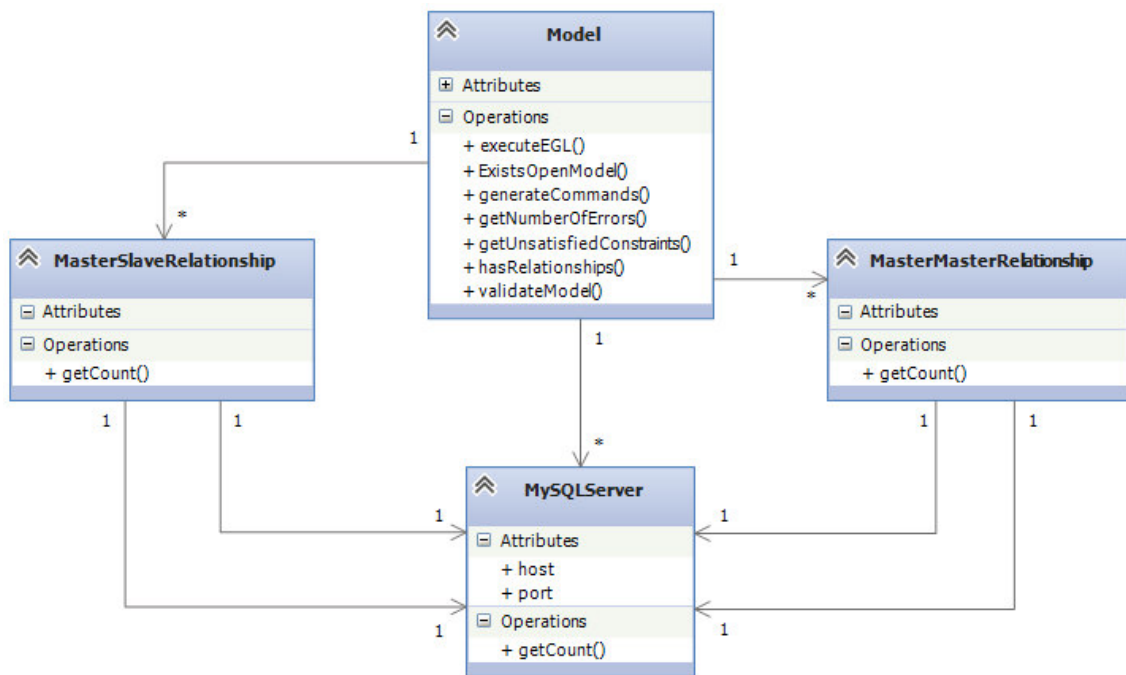 Model
Attributes
Operations
+ executeEGL()
+ ExistsOpenModel()
+ generateCommands()
+ getNumberOfErrors()
+ getUnsatisfiedConstraints()
+ hasRelationships()
+ validateModel()
1
*
1
*
1
*
MasterSlaveRelationship
Attributes
Operations
+ getCount()
1
1
MasterMasterRelationship
Attributes
Operations
+ getCount()
1
1
MySQLServer
Attributes
+ host
+ port
Operations
+ getCount()
1
1
1
1